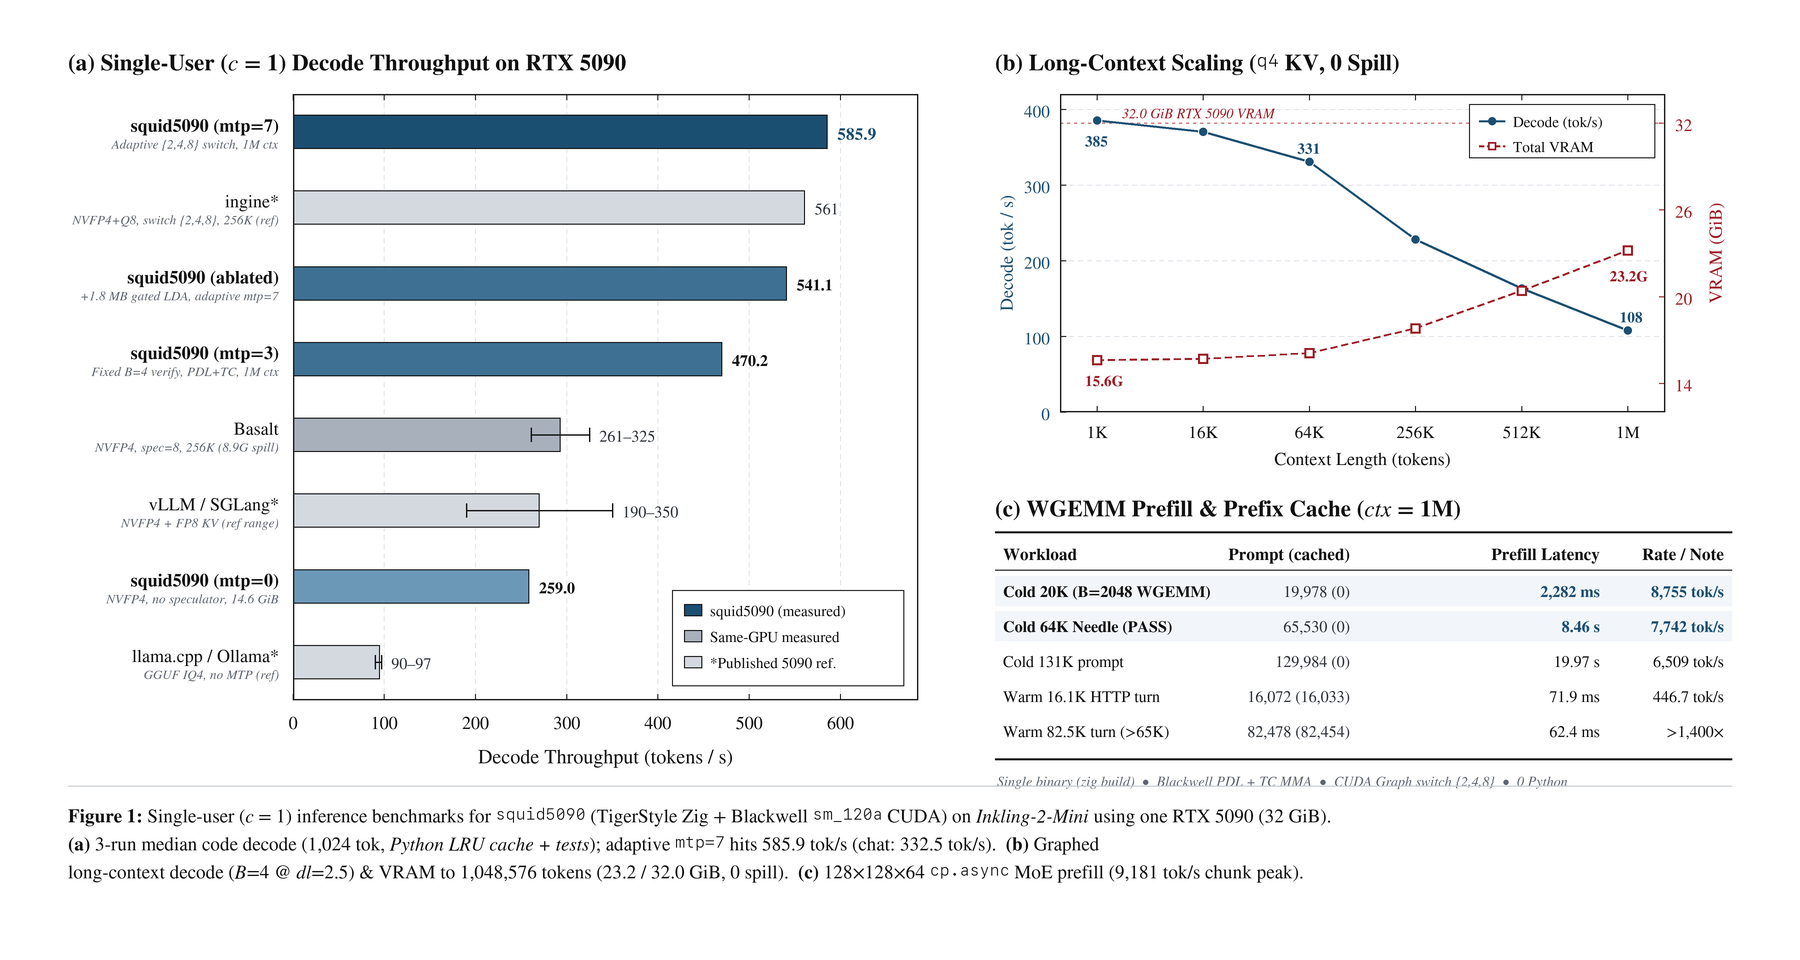 (a) Single-User (c = 1) Decode Throughput on RTX 5090
squid5090 (mtp=7)
Adaptive {2,4,8} switch, 1M ctx
585.9
ingine*
NVFP4+Q8, switch {2,4,8}, 256K (ref)
561
squid5090 (ablated)
+1.8 MB gated LDA, adaptive mtp=7
541.1
squid5090 (mtp=3)
Fixed B=4 verify, PDL+TC, 1M ctx
470.2
Basalt
NVFP4, spec=8, 256K (8.9G spill)
261–325
vLLM / SGLang*
NVFP4 + FP8 KV (ref range)
190–350
squid5090 (mtp=0)
NVFP4, no speculator, 14.6 GiB
259.0
llama.cpp / Ollama*
GGUF IQ4, no MTP (ref)
90–97
squid5090 (measured)
Same-GPU measured
*Published 5090 ref.
0 100 200 300 400 500 600
Decode Throughput (tokens / s)
(b) Long-Context Scaling (q4 KV, 0 Spill)
32.0 GiB RTX 5090 VRAM
Decode (tok/s)
Total VRAM
400
300
200
100
0
Decode (tok / s)
385
331
108
15.6G
23.2G
32
26
20
14
VRAM (GiB)
1K 16K 64K 256K 512K 1M
Context Length (tokens)
(c) WGEMM Prefill & Prefix Cache (ctx = 1M)
Workload Prompt (cached) Prefill Latency Rate / Note
Cold 20K (B=2048 WGEMM) 19,978 (0) 2,282 ms 8,755 tok/s
Cold 64K Needle (PASS) 65,530 (0) 8.46 s 7,742 tok/s
Cold 131K prompt 129,984 (0) 19.97 s 6,509 tok/s
Warm 16.1K HTTP turn 16,072 (16,033) 71.9 ms 446.7 tok/s
Warm 82.5K turn (>65K) 82,478 (82,454) 62.4 ms >1,400×
Single binary (zig build) ● Blackwell PDL + TC MMA ● CUDA Graph switch {2,4,8} ● 0 Python
Figure 1: Single-user (c = 1) inference benchmarks for squid5090 (TigerStyle Zig + Blackwell sm_120a CUDA) on Inkling-2-Mini using one RTX 5090 (32 GiB).
(a) 3-run median code decode (1,024 tok, Python LRU cache + tests); adaptive mtp=7 hits 585.9 tok/s (chat: 332.5 tok/s). (b) Graphed
long-context decode (B=4 @ dl=2.5) & VRAM to 1,048,576 tokens (23.2 / 32.0 GiB, 0 spill). (c) 128×128×64 cp.async MoE prefill (9,181 tok/s chunk peak).